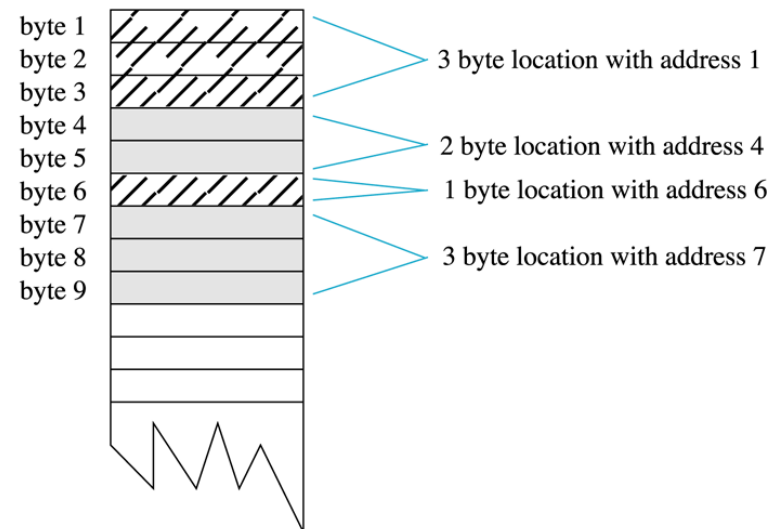 byte 1
byte 2
3 byte location with address 1
byte 3
byte 4
2 byte location with address 4
byte 5
byte 6
1 byte location with address 6
byte 7
byte 8
3 byte location with address 7
byte 9